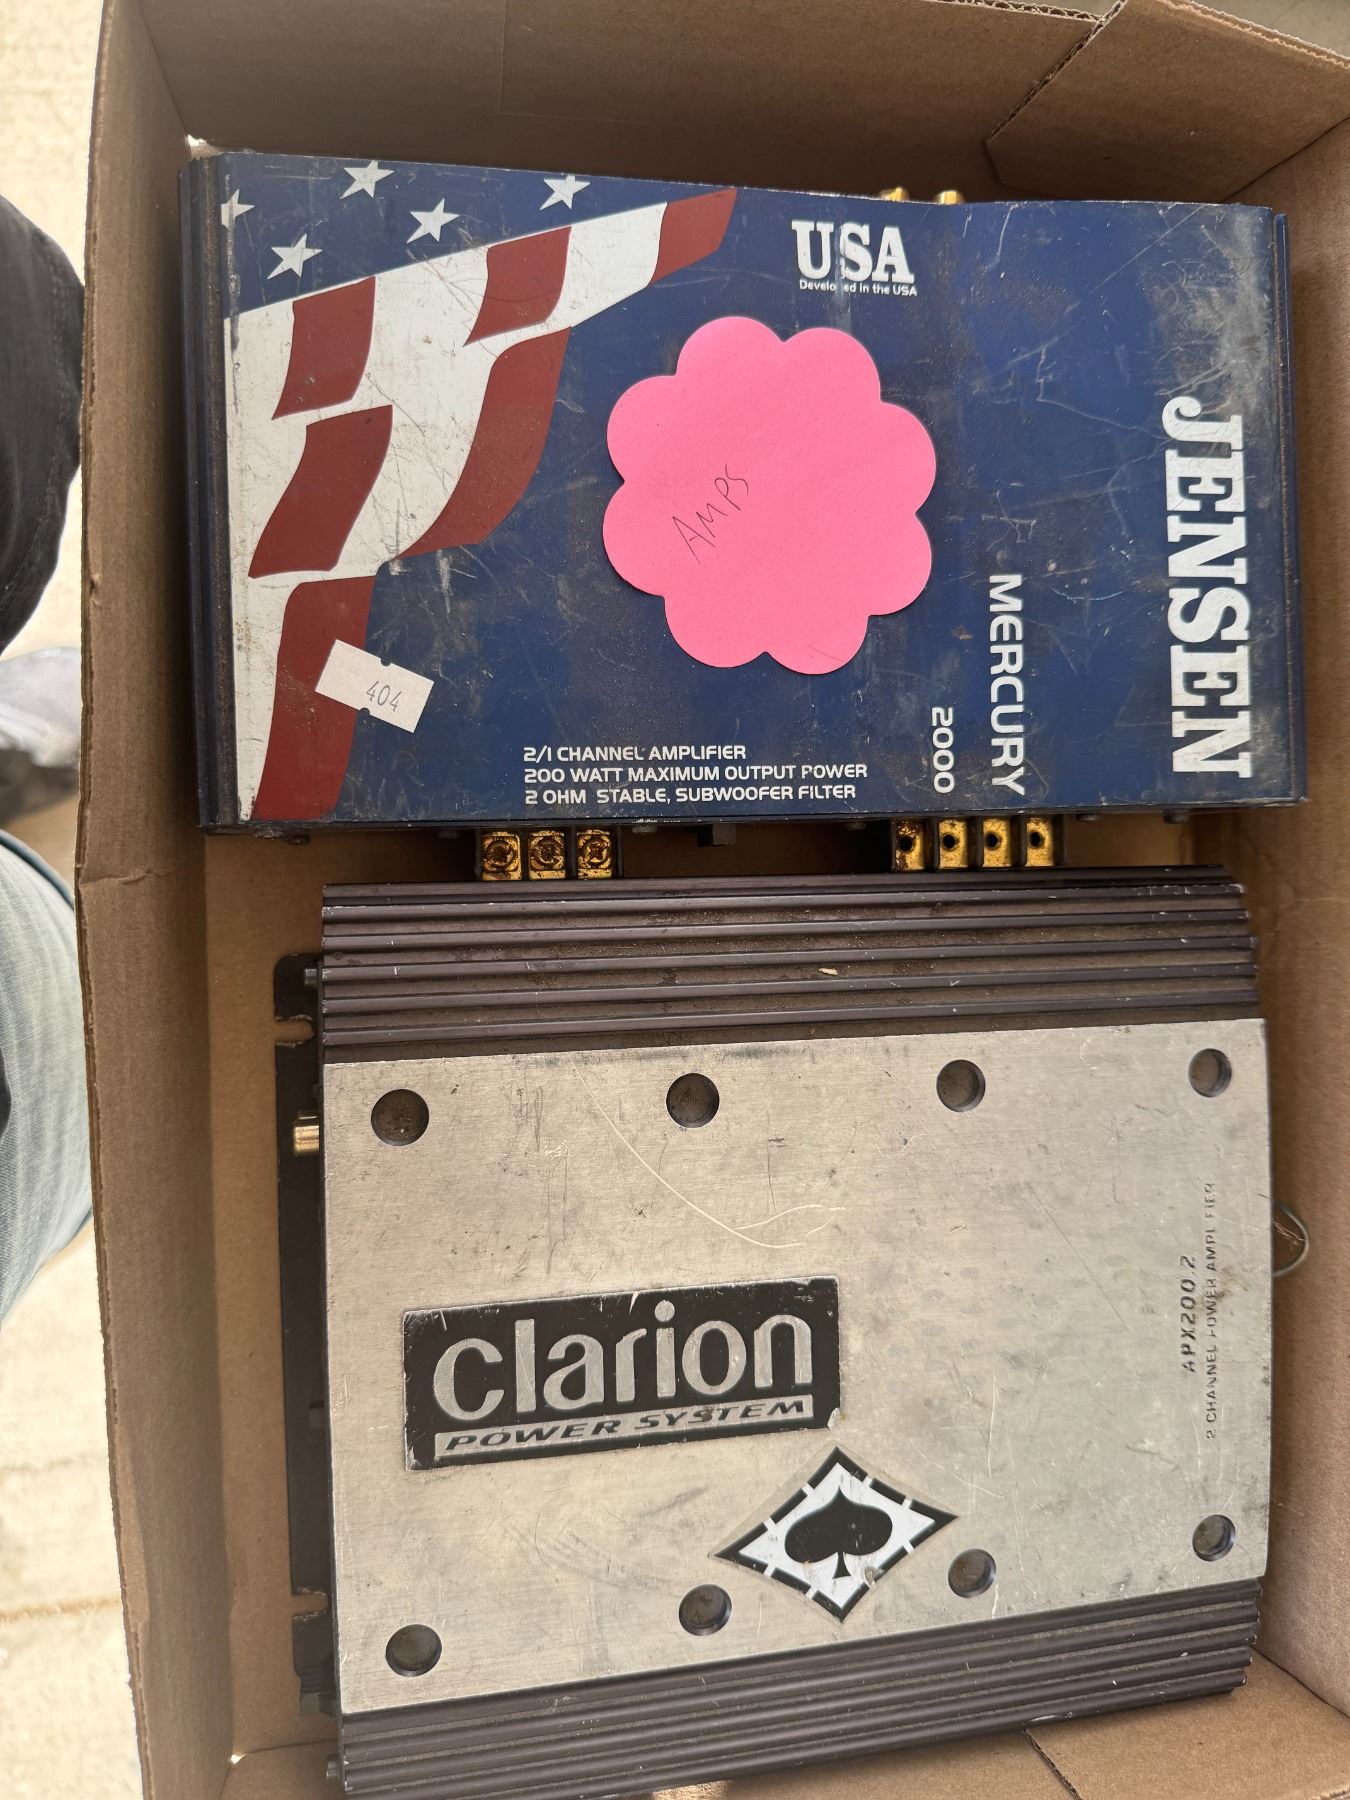 USA
Developed in the USA
AMPS
JENSEN
MERCURY
2000
404
2/1 CHANNEL AMPLIFIER
200 WATT MAXIMUM OUTPUT POWER
2 OHM STABLE, SUBWOOFER FILTER
clarion
POWER SYSTEM
APX200.2
2 CHANNEL POWER AMPLIFIER